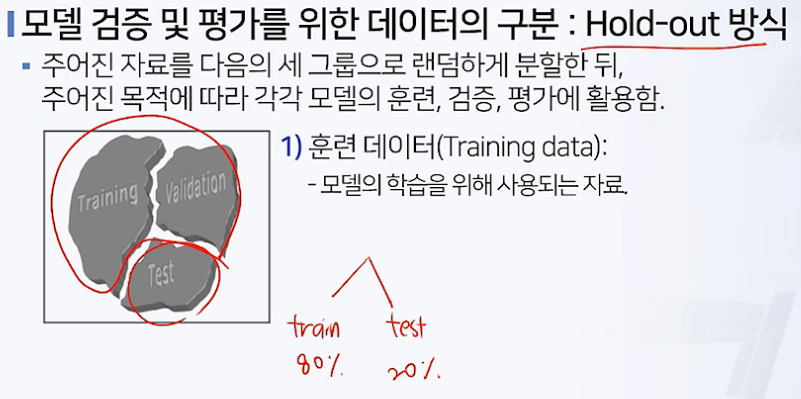 모델 검증 및 평가를 위한 데이터의 구분 : Hold-out 방식
▪ 주어진 자료를 다음의 세 그룹으로 랜덤하게 분할한 뒤,
주어진 목적에 따라 각각 모델의 훈련, 검증, 평가에 활용함.
1) 훈련 데이터(Training data):
- 모델의 학습을 위해 사용되는 자료.
Training Validation
Test
train test
80% 20%.